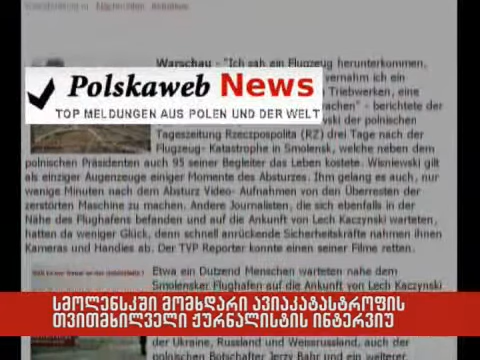 Warschau - "Ich sah ein Flugzeug herunterkommen,
Polskaweb News
TOP MELDUNGEN AUS POLEN UND DER WELT
vernahm ich ein
Triebwerken, eine
- berichtete der
der polnischen
Tageszeitung Rzeczpospolita (RZ) drei Tage nach der
Flugzeug- Katastrophe in Smolensk, welche neben dem
polnischen Präsidenten auch 95 seiner Begleiter das Leben kostete. Wisniewski gilt
als einziger Augenzeuge einiger Momente des Absturzes. Ihm gelang es auch, nur
wenige Minuten nach dem Absturz Video- Aufnahmen von den Überresten der
zerstörten Maschine zu machen. Andere Journalisten, die sich ebenfalls in der
Nähe des Flughafens befanden und auf die Ankunft von Lech Kaczynski warteten,
hatten da weniger Glück, denn schnell anrückende Sicherheitskräfte nahmen ihnen
Kameras und Handies ab. Der TVP Reporter konnte einen seiner Filme retten.
Etwa ein Dutzend Menschen warteten nahe dem
Smolensker Flughafen auf die Ankunft von Lech Kaczynski
სმოლენსკში მომხდარი ავიაკატასტროფის
თვითმხილველი ჟურნალისტის ინტერვიუ
der Ukraine, Russland und Weissrussland, auch der
polnische Botschafter Jerzy Bahr und ein weiterer